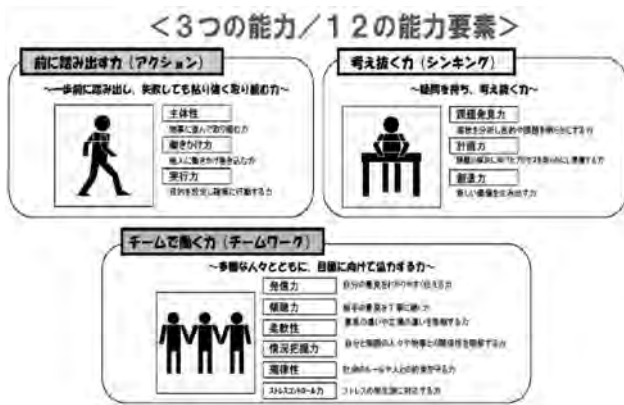 <3つの能力/12の能力要素>
前に踏み出す力(アクション)
~一歩前に踏み出し、失敗しても粘り強く取り組む力~
主体性
物事に進んで取り組む力
働きかけ力
他人に働きかけ巻き込む力
実行力
目的を設定し確実に行動する力
考え抜く力(シンキング)
~疑問を持ち、考え抜く力~
課題発見力
現状を分析し目的や課題を明らかにする力
計画力
課題の解決に向けたプロセスを明らかにし準備する力
創造力
新しい価値を生み出す力
チームで働く力(チームワーク)
~多様な人々とともに、目標に向けて協力する力~
発信力
自分の意見をわかりやすく伝える力
傾聴力
相手の意見を丁寧に聴く力
柔軟性
意見の違いや立場の違いを理解する力
情況把握力
自分と周囲の人々や物事との関係性を理解する力
規律性
社会のルールや人との約束を守る力
ストレスコントロール力
ストレスの発生源に対応する力